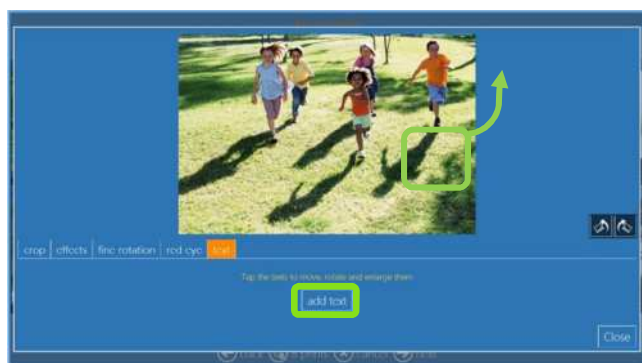 crop effects fine rotation red eye text
Tap the texts to move, rotate and enlarge them
add text
Close